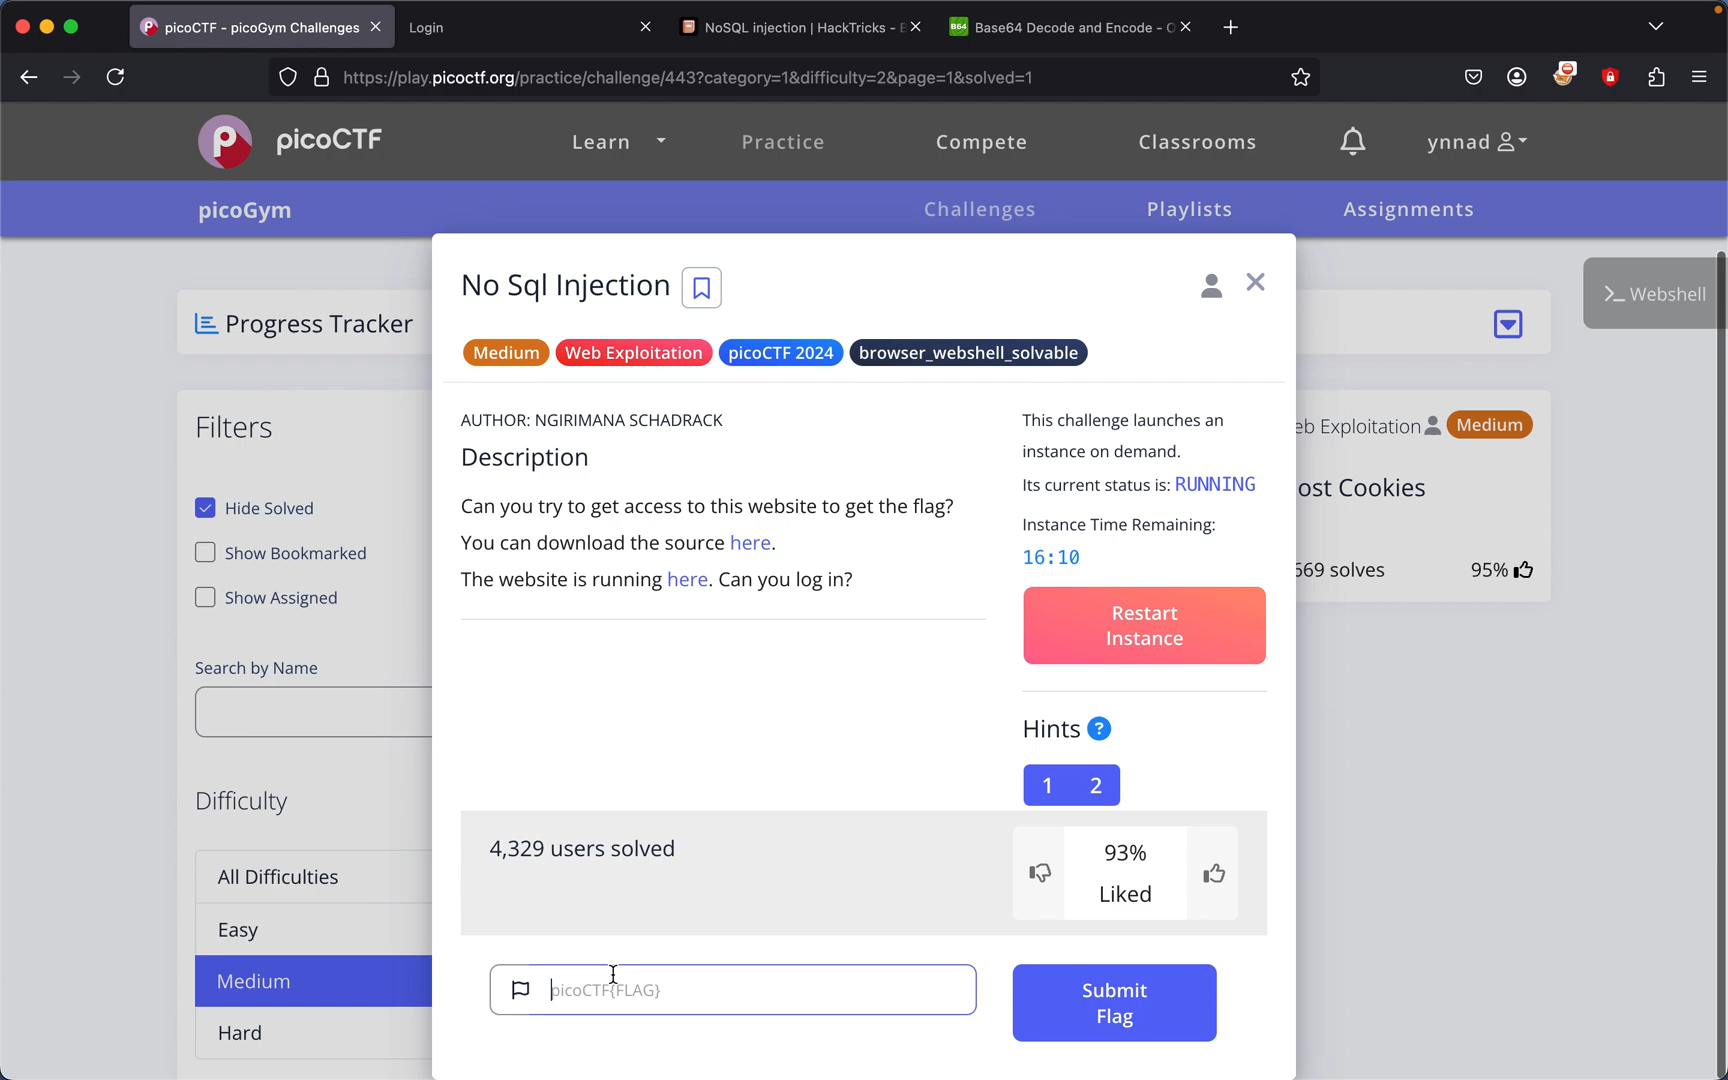 picoCTF - picoGym Challenges
Login
NoSQL injection | HackTricks -
B64
Base64 Decode and Encode -
https://play.picoctf.org/practice/challenge/443?category=1&difficulty=2&page=1&solved=1
picoCTF
Learn
Practice
Compete
Classrooms
ynnad
picoGym
Challenges
Playlists
Assignments
No Sql Injection
Webshell
Progress Tracker
Medium
Web Exploitation
picoCTF 2024
browser_webshell_solvable
Filters
AUTHOR: NGIRIMANA SCHADRACK
Description
This challenge launches an
instance on demand.
Its current status is: RUNNING
eb Exploitation
Medium
ost Cookies
Hide Solved
Can you try to get access to this website to get the flag?
Instance Time Remaining:
16:10
Show Bookmarked
You can download the source here.
The website is running here. Can you log in?
669 solves
95%
Show Assigned
Restart
Instance
Search by Name
Hints ?
1
2
Difficulty
4,329 users solved
93%
Liked
All Difficulties
Easy
Medium
Hard
picoCTF{FLAG}
Submit
Flag